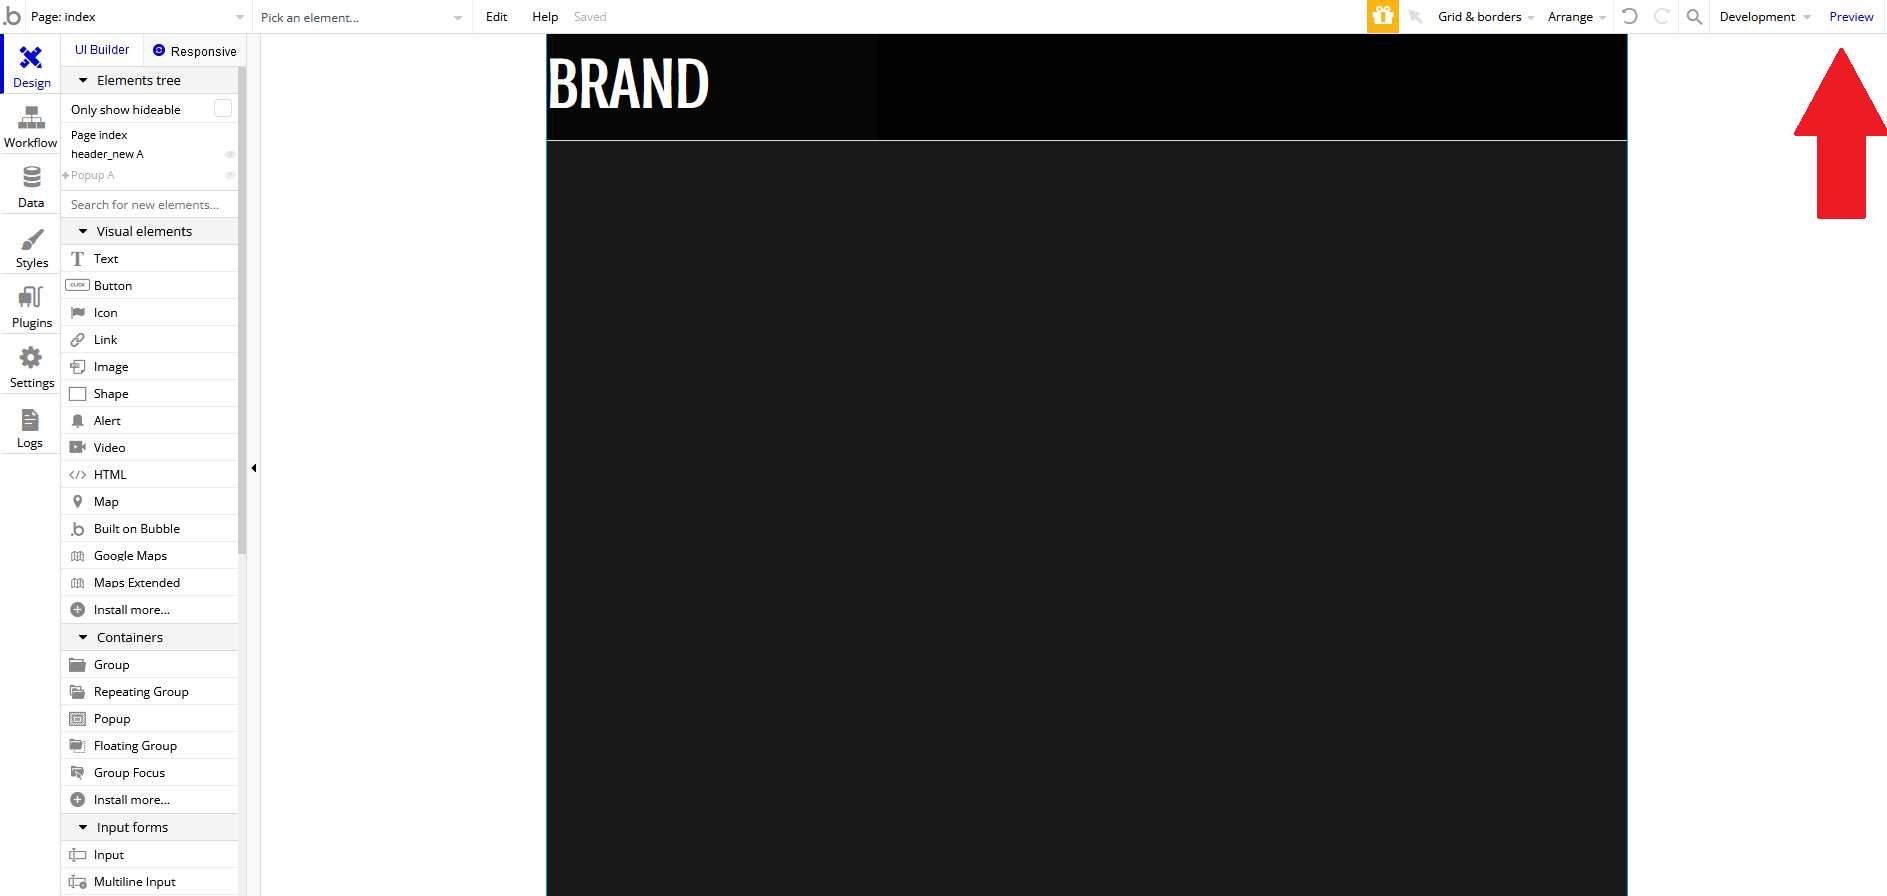 .b Page: index Pick an element... Edit Help Saved Grid & borders Arrange Development Preview
Design
Workflow
Data
Styles
Plugins
Settings
Logs
UI Builder Responsive
Elements tree
Only show hideable
Page index
header_new A
Popup A
Search for new elements...
Visual elements
Text
CLICK Button
Icon
Link
Image
Shape
Alert
Video
</> HTML
Map
.b Built on Bubble
Google Maps
Maps Extended
Install more...
Containers
Group
Repeating Group
Popup
Floating Group
Group Focus
Install more...
Input forms
Input
Multiline Input
BRAND